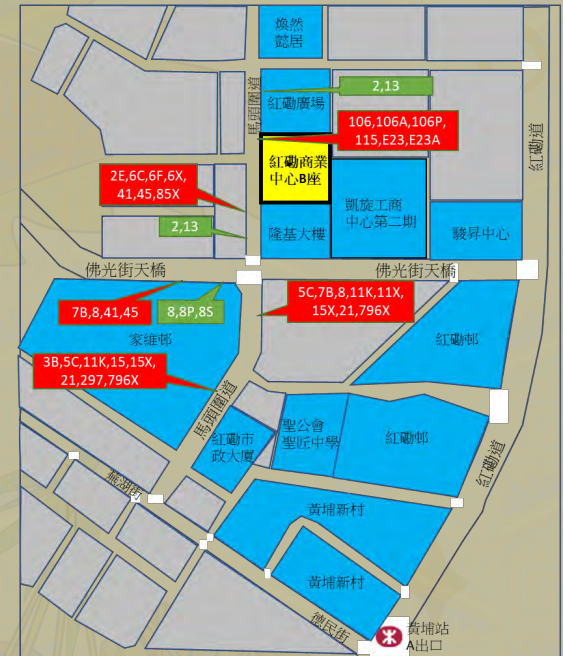 煥然
懿居
馬頭圍道
2,13
紅磡廣場
106,106A,106P,
115,E23,E23A
紅磡道
紅磡商業
中心B座
2E,6C,6F,6X,
41,45,85X
凱旋工商
中心第二期
2,13
隆基大樓
駿昇中心
佛光街天橋
佛光街天橋
7B,8,41,45
8,8P,8S
5C,7B,8,11K,11X,
15X,21,796X
家維邨
紅磡邨
3B,5C,11K,15,15X,
21,297,796X
馬頭圍道
紅磡市
政大廈
聖公會
聖匠中學
紅磡邨
紅磡道
蕪湖街
黃埔新村
黃埔新村
德民街
黃埔站
A出口